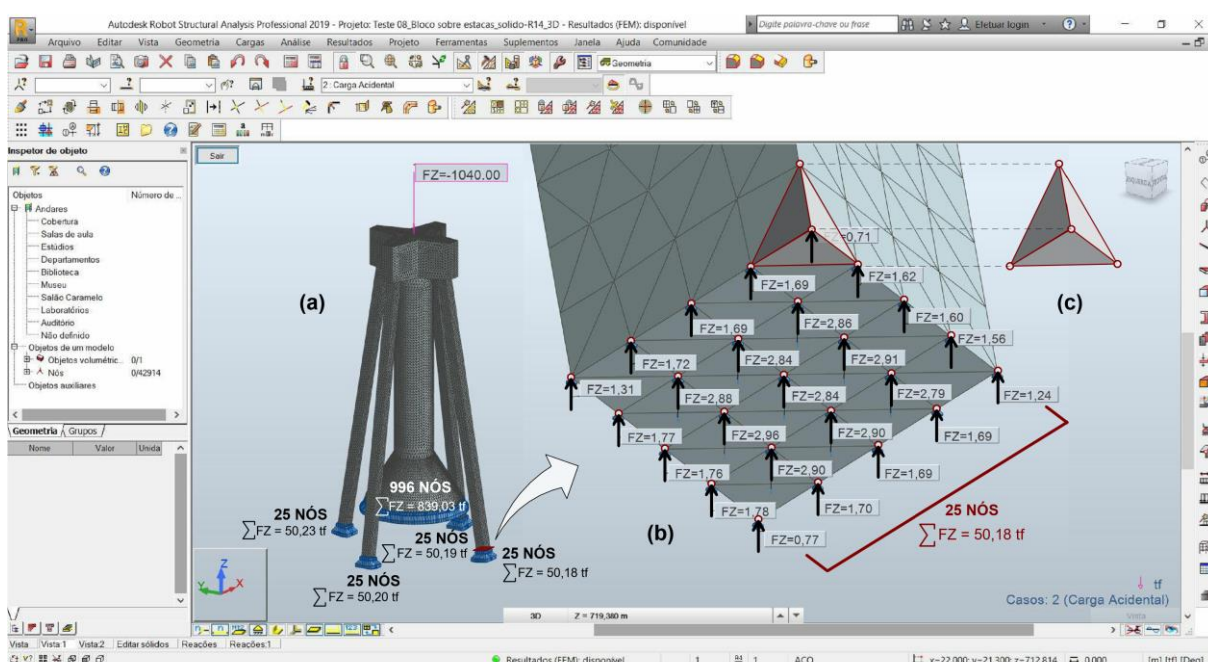 Autodesk Robot Structural Analysis Professional 2019 - Projeto: Teste 08_Bloco sobre estacas_solido-R14_3D - Resultados (FEM): disponível
Digite palavra-chave ou frase
Efetuar login
Arquivo Editar Vista Geometria Cargas Análise Resultados Projeto Ferramentas Suplementos Janela Ajuda Comunidade
Geometria
2: Carga Acidental
Inspetor de objeto
Sair
Objetos Número de ...
Andares
Cobertura
Salas de aula
Estúdios
Departamentos
Biblioteca
Museu
Salão Caramelo
Laboratórios
Auditório
Não definido
Objetos de um modelo
Objetos volumétric... 0/1
Nós 0/42914
Objetos auxiliares
Geometria Grupos
Nome Valor Unida
FZ=-1040.00
(a)
996 NÓS
∑FZ = 839,03 tf
25 NÓS
∑FZ = 50,23 tf
25 NÓS
∑FZ = 50,19 tf
25 NÓS
∑FZ = 50,18 tf
25 NÓS
∑FZ = 50,20 tf
FZ=0,71
FZ=1,69
FZ=1,62
FZ=1,69
FZ=2,86
FZ=1,60
FZ=1,72
FZ=2,84
FZ=2,91
FZ=1,56
FZ=1,31
FZ=2,88
FZ=2,84
FZ=2,79
FZ=1,24
FZ=1,77
FZ=2,96
FZ=2,90
FZ=1,69
FZ=1,76
FZ=2,90
FZ=1,69
FZ=1,78
FZ=1,70
FZ=0,77
(b)
(c)
25 NÓS
∑FZ = 50,18 tf
Z
Y
X
tf
Casos: 2 (Carga Acidental)
3D Z = 719,380 m
Vista
Vista Vista 1 Vista:2 Editar sólidos Reações Reações:1
Resultados (FEM): disponível 1 1 AÇO x=22,000; y=21,300; z=712,814 0,000 [m] [tf] [Deg]